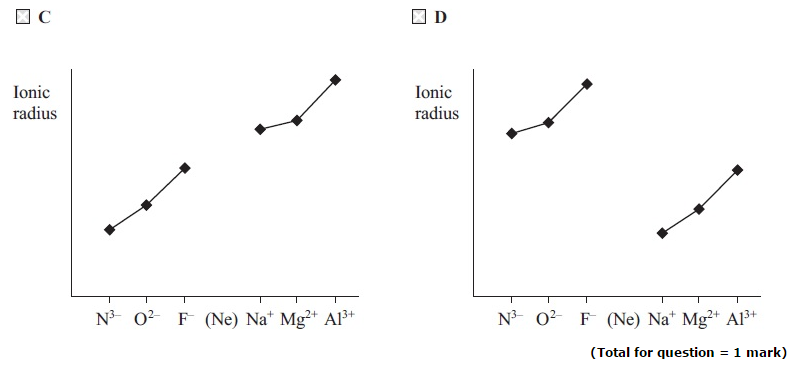 C
D
Ionic
radius
Ionic
radius
N³⁻ O²⁻ F⁻ (Ne) Na⁺ Mg²⁺ Al³⁺
N³⁻ O²⁻ F⁻ (Ne) Na⁺ Mg²⁺ Al³⁺
(Total for question = 1 mark)